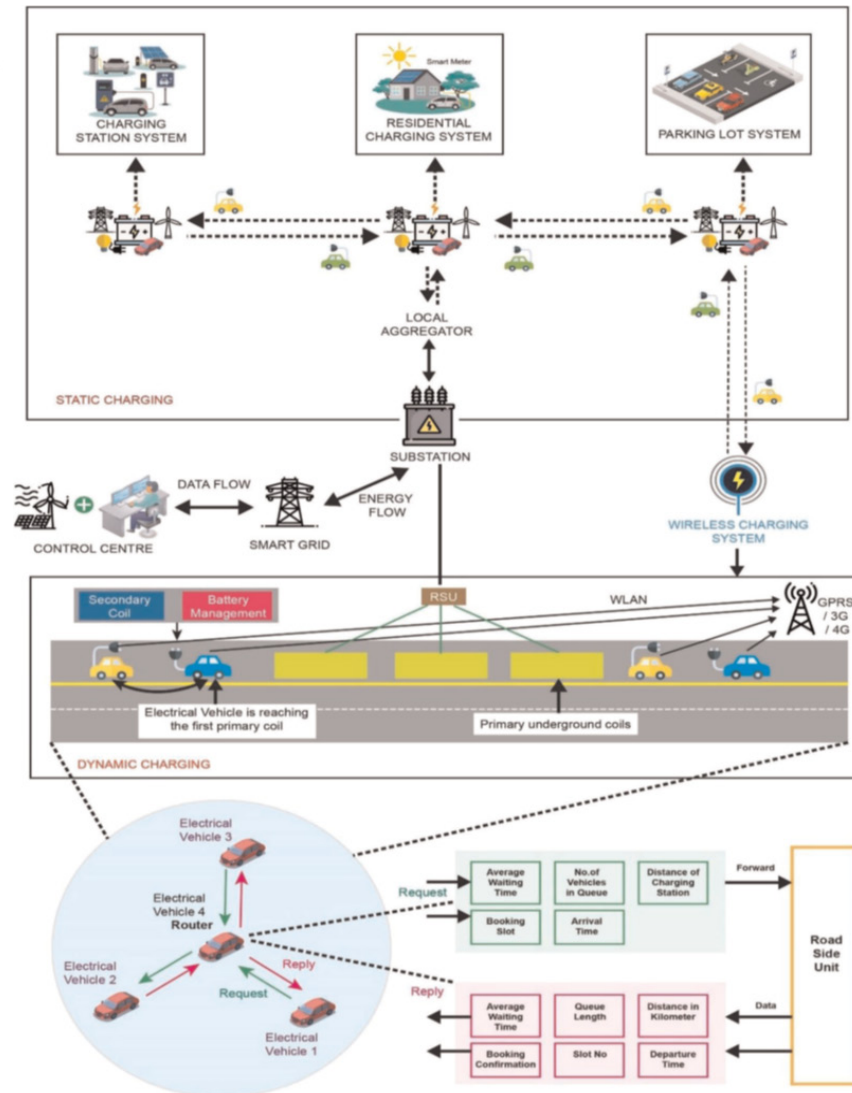 CHARGING
STATION SYSTEM
Smart Meter
RESIDENTIAL
CHARGING SYSTEM
PARKING LOT SYSTEM
LOCAL
AGGREGATOR
STATIC CHARGING
SUBSTATION
DATA FLOW
ENERGY
FLOW
CONTROL CENTRE
SMART GRID
WIRELESS CHARGING
SYSTEM
Secondary
Coil
Battery
Management
RSU
WLAN
GPRS
/ 3G
/ 4G
Electrical Vehicle is reaching
the first primary coil
Primary underground coils
DYNAMIC CHARGING
Electrical
Vehicle 3
Electrical
Vehicle 4
Router
Electrical
Vehicle 2
Reply
Request
Electrical
Vehicle 1
Request
Average
Waiting
Time
No.of
Vehicles
in Queue
Distance of
Charging
Station
Booking
Slot
Arrival
Time
Forward
Road
Side
Unit
Reply
Average
Waiting
Time
Queue
Length
Distance in
Kilometer
Booking
Confirmation
Slot No
Departure
Time
Data